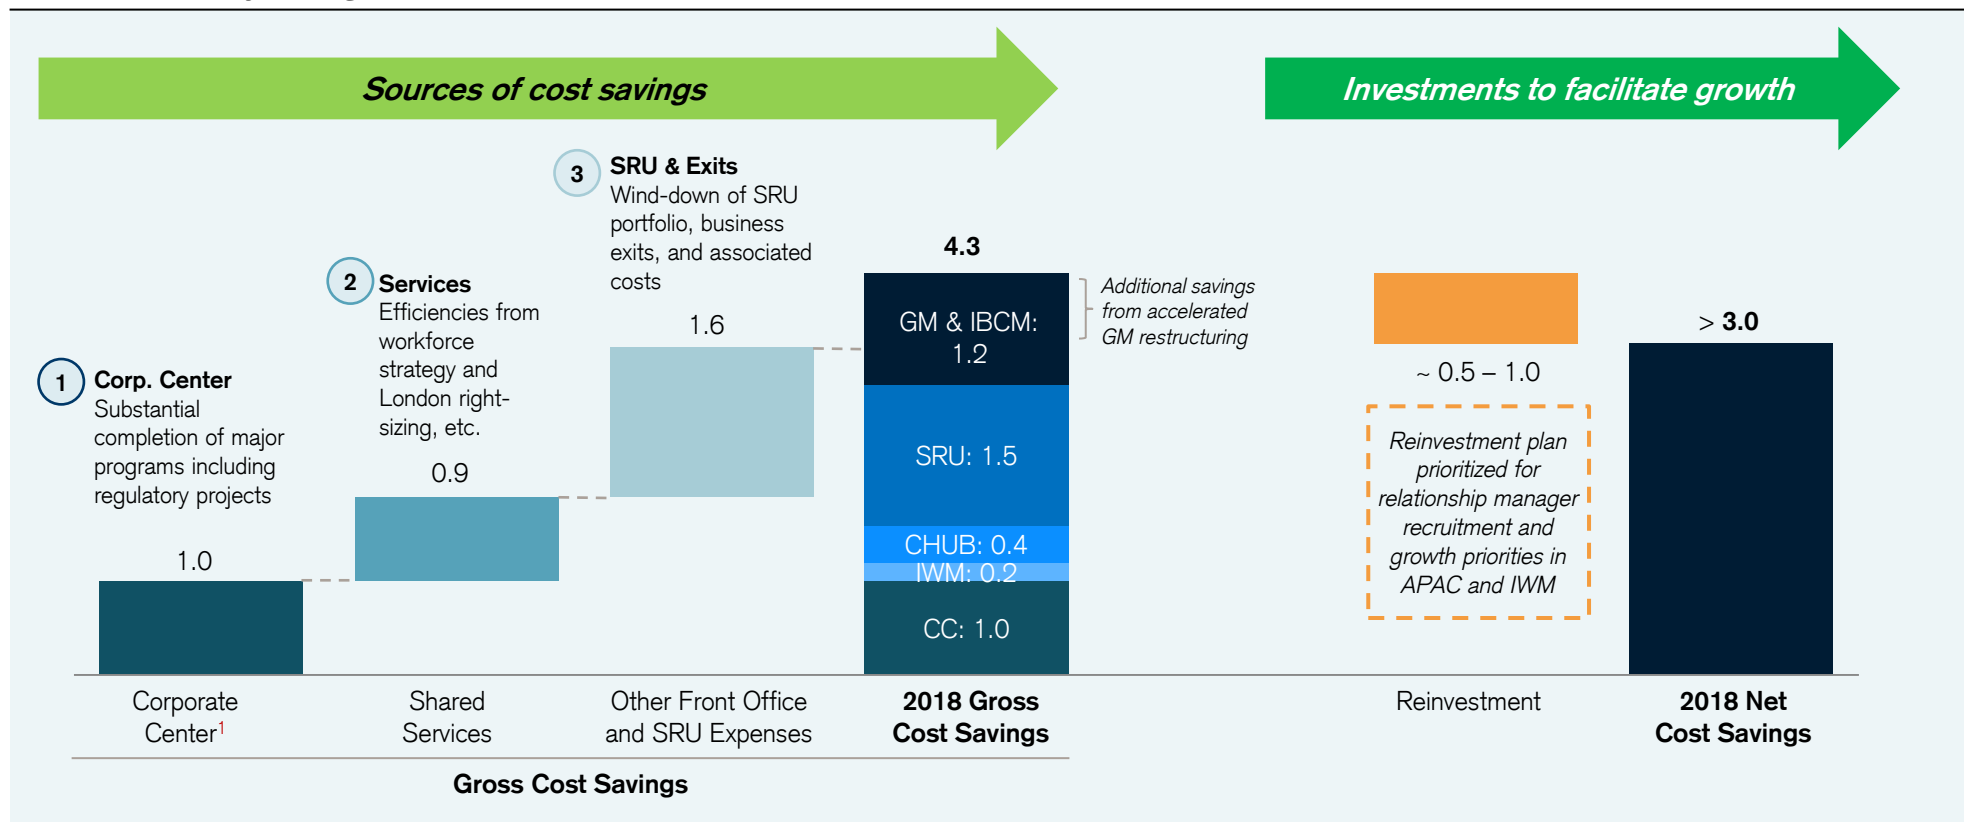 Sources of cost savings
Investments to facilitate growth
1
Corp. Center
Substantial
completion of major
programs including
regulatory projects
1.0
2
Services
Efficiencies from
workforce
strategy and
London right-
sizing, etc.
0.9
3
SRU & Exits
Wind-down of SRU
portfolio, business
exits, and associated
costs
1.6
4.3
GM & IBCM:
1.2
SRU: 1.5
CHUB: 0.4
IWM: 0.2
CC: 1.0
Additional savings
from accelerated
GM restructuring
~ 0.5 – 1.0
Reinvestment plan
prioritized for
relationship manager
recruitment and
growth priorities in
APAC and IWM
> 3.0
Corporate
Center1
Shared
Services
Other Front Office
and SRU Expenses
2018 Gross
Cost Savings
Reinvestment
2018 Net
Cost Savings
Gross Cost Savings